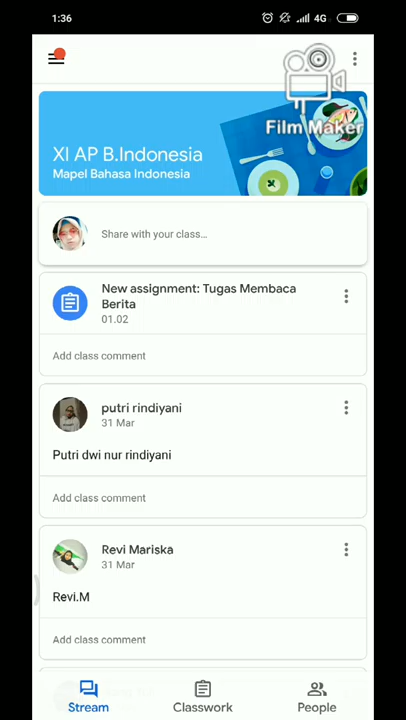 1:36
4G
Film Maker
XI AP B.Indonesia
Mapel Bahasa Indonesia
Share with your class...
New assignment: Tugas Membaca
Berita
01.02
Add class comment
putri rindiyani
31 Mar
Putri dwi nur rindiyani
Add class comment
Revi Mariska
31 Mar
Revi.M
Add class comment
Stream
Classwork
People